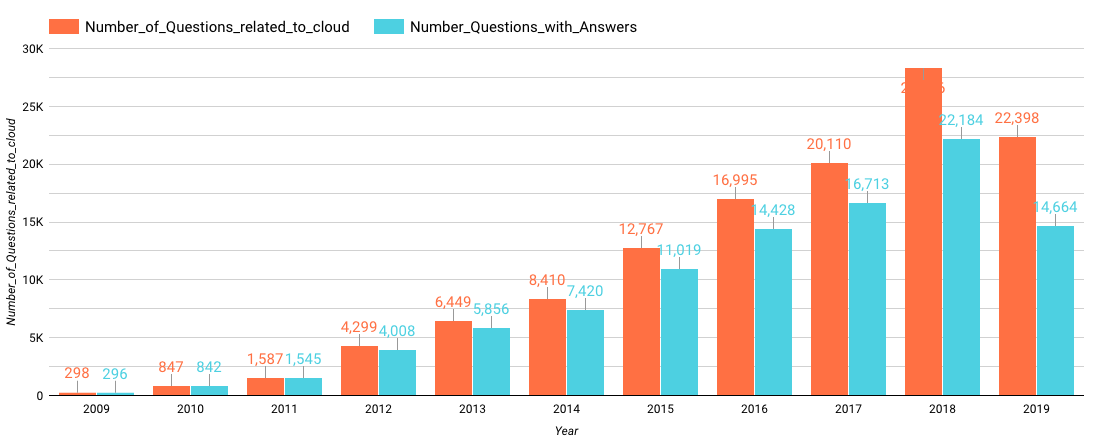 Number_of_Questions_related_to_cloud Number_Questions_with_Answers
30K
25K
20K
15K
10K
5K
0
Number_of_Questions_related_to_cloud
298 296
847 842
1,587 1,545
4,299 4,008
6,449 5,856
8,410 7,420
12,767 11,019
16,995 14,428
20,110 16,713
22,184
22,398 14,664
2009 2010 2011 2012 2013 2014 2015 2016 2017 2018 2019
Year